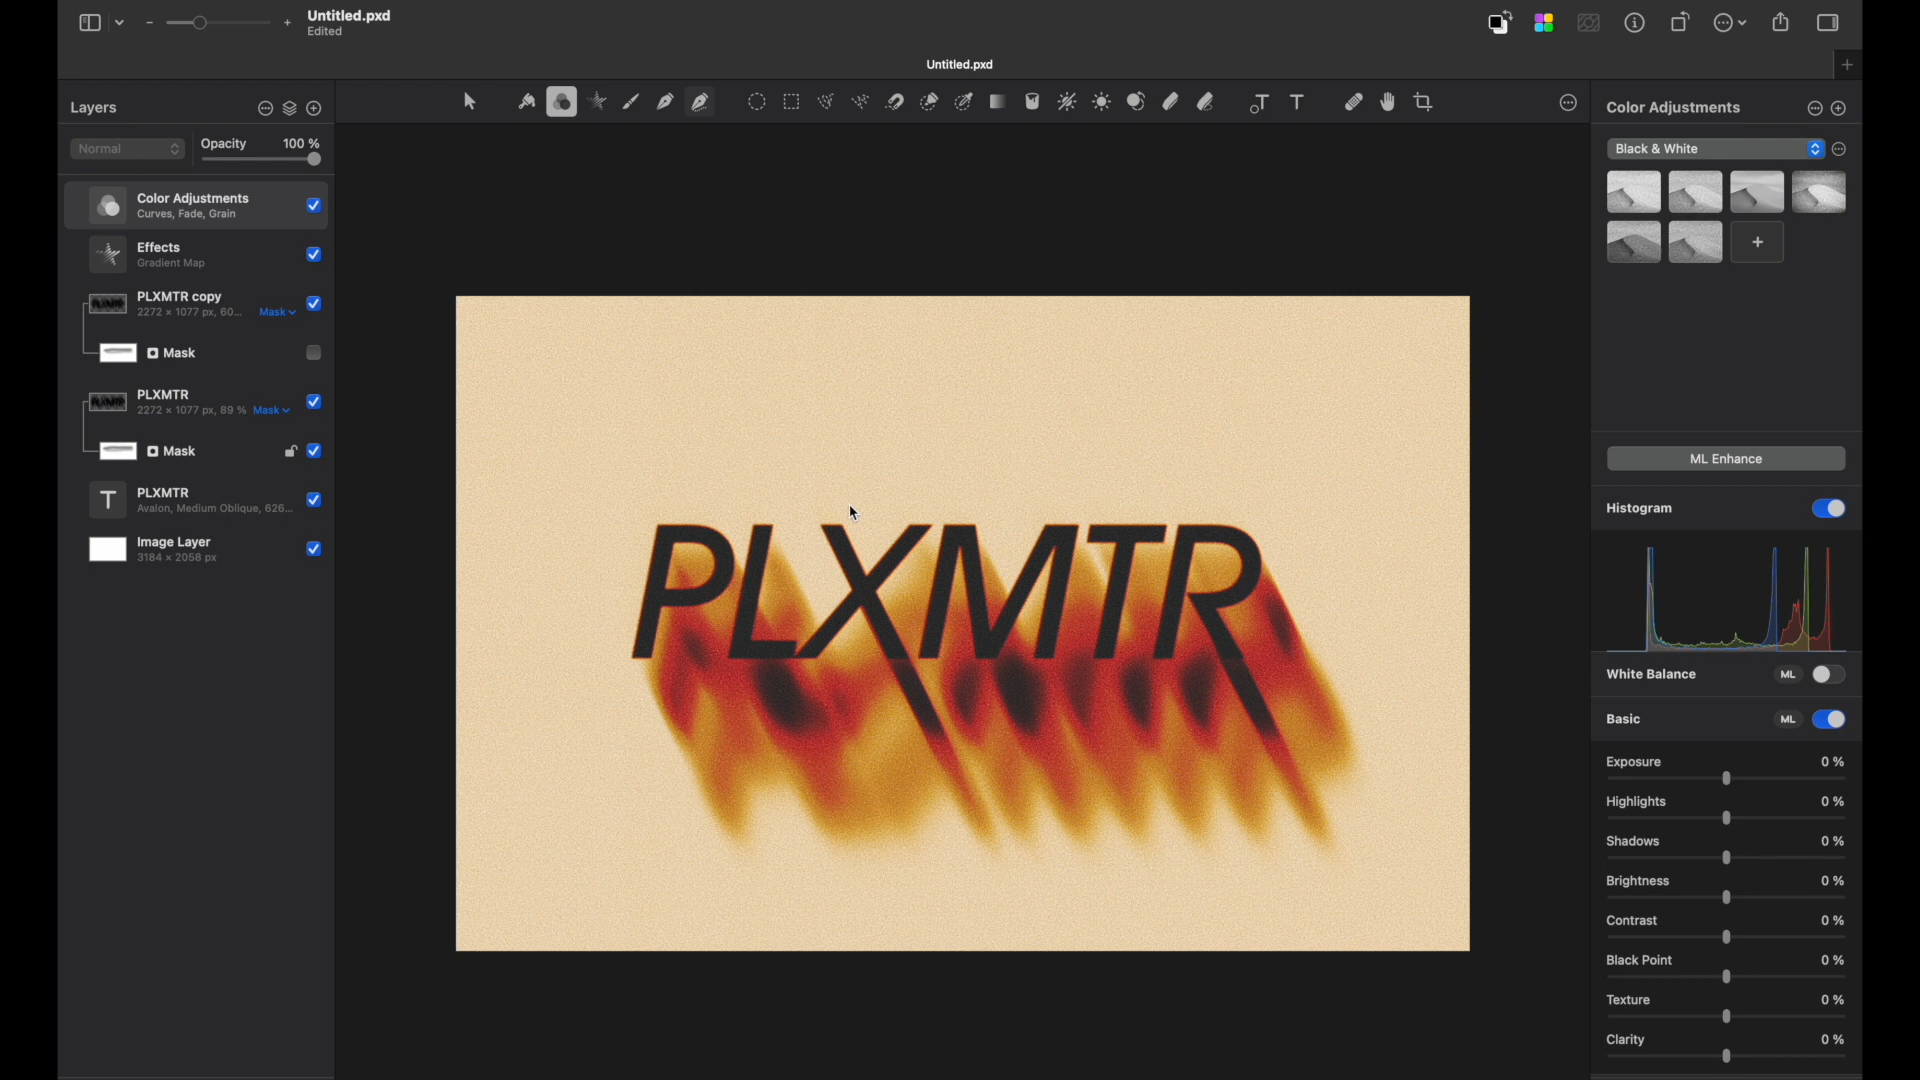 Untitled.pxd
Edited
Untitled.pxd
Layers
Normal
Opacity 100 %
Color Adjustments
Curves, Fade, Grain
Effects
Gradient Map
PLXMTR copy
2272 × 1077 px, 60... Mask
Mask
PLXMTR
2272 × 1077 px, 89 % Mask
Mask
T
PLXMTR
Avalon, Medium Oblique, 626...
Image Layer
3184 × 2058 px
PLXMTR
Color Adjustments
Black & White
ML Enhance
Histogram
White Balance ML
Basic ML
Exposure 0 %
Highlights 0 %
Shadows 0 %
Brightness 0 %
Contrast 0 %
Black Point 0 %
Texture 0 %
Clarity 0 %